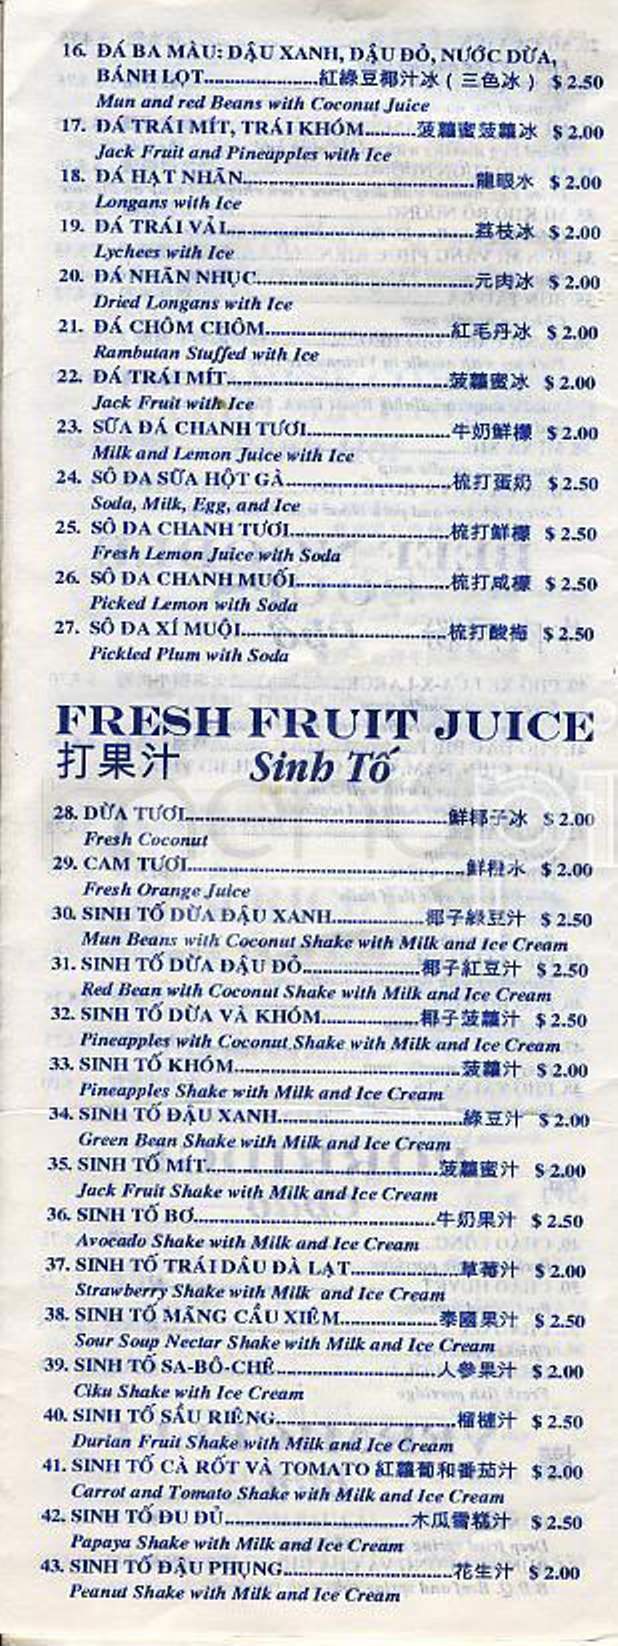 16. ĐÁ BA MÀU: DẬU XANH, ĐẬU ĐỎ, NƯỚC DỪA,
BÁNH LỌT....................紅綠豆椰汁冰 ( 三色冰 ) $ 2.50
Mun and red Beans with Coconut Juice
17. ĐÁ TRÁI MÍT, TRÁI KHÓM..........菠蘿蜜菠蘿冰 $ 2.00
Jack Fruit and Pineapples with Ice
18. ĐÁ HẠT NHÃN..........龍眼水 $ 2.00
Longans with Ice
19. ĐÁ TRÁI VẢI..........荔枝冰 $ 2.00
Lychees with Ice
20. ĐÁ NHÃN NHỤC..........元肉冰 $ 2.00
Dried Longans with Ice
21. ĐÁ CHÔM CHÔM..........紅毛丹冰 $ 2.00
Rambutan Stuffed with Ice
22. ĐÁ TRÁI MÍT..........菠蘿蜜冰 $ 2.00
Jack Fruit with Ice
23. SỮA ĐÁ CHANH TƯƠI..........牛奶鮮檬 $ 2.00
Milk and Lemon Juice with Ice
24. SÔ ĐA SỮA HỘT GÀ..........梳打蛋奶 $ 2.50
Soda, Milk, Egg, and Ice
25. SÔ ĐA CHANH TƯƠI..........梳打鮮檬 $ 2.50
Fresh Lemon Juice with Soda
26. SÔ ĐA CHANH MUỐI..........梳打咸檬 $ 2.50
Picked Lemon with Soda
27. SÔ ĐA XÍ MUỘI..........梳打酸梅 $ 2.50
Pickled Plum with Soda
FRESH FRUIT JUICE
打果汁 Sinh Tố
28. DỪA TƯƠI..........鮮椰子冰 $ 2.00
Fresh Coconut
29. CAM TƯƠI..........鮮橙水 $ 2.00
Fresh Orange Juice
30. SINH TỐ DỪA ĐẬU XANH..........椰子綠豆汁 $ 2.50
Mun Beans with Coconut Shake with Milk and Ice Cream
31. SINH TỐ DỪA ĐẬU ĐỎ..........椰子紅豆汁 $ 2.50
Red Bean with Coconut Shake with Milk and Ice Cream
32. SINH TỐ DỪA VÀ KHÓM..........椰子菠蘿汁 $ 2.50
Pineapples with Coconut Shake with Milk and Ice Cream
33. SINH TỐ KHÓM..........菠蘿汁 $ 2.00
Pineapples Shake with Milk and Ice Cream
34. SINH TỐ ĐẬU XANH..........綠豆汁 $ 2.00
Green Bean Shake with Milk and Ice Cream
35. SINH TỐ MÍT..........菠蘿蜜汁 $ 2.00
Jack Fruit Shake with Milk and Ice Cream
36. SINH TỐ BƠ..........牛奶果汁 $ 2.50
Avocado Shake with Milk and Ice Cream
37. SINH TỐ TRÁI DÂU ĐÀ LẠT..........草莓汁 $ 2.00
Strawberry Shake with Milk and Ice Cream
38. SINH TỐ MÃNG CẦU XIÊM..........泰國果汁 $ 2.50
Sour Soup Nectar Shake with Milk and Ice Cream
39. SINH TỐ SA-BÔ-CHÊ..........人參果汁 $ 2.00
Ciku Shake with Ice Cream
40. SINH TỐ SẦU RIÊNG..........榴槤汁 $ 2.50
Durian Fruit Shake with Milk and Ice Cream
41. SINH TỐ CÀ RỐT VÀ TOMATO 紅蘿蔔和番茄汁 $ 2.00
Carrot and Tomato Shake with Milk and Ice Cream
42. SINH TỐ ĐU ĐỦ..........木瓜雪糕汁 $ 2.50
Papaya Shake with Milk and Ice Cream
43. SINH TỐ ĐẬU PHỤNG..........花生汁 $ 2.00
Peanut Shake with Milk and Ice Cream